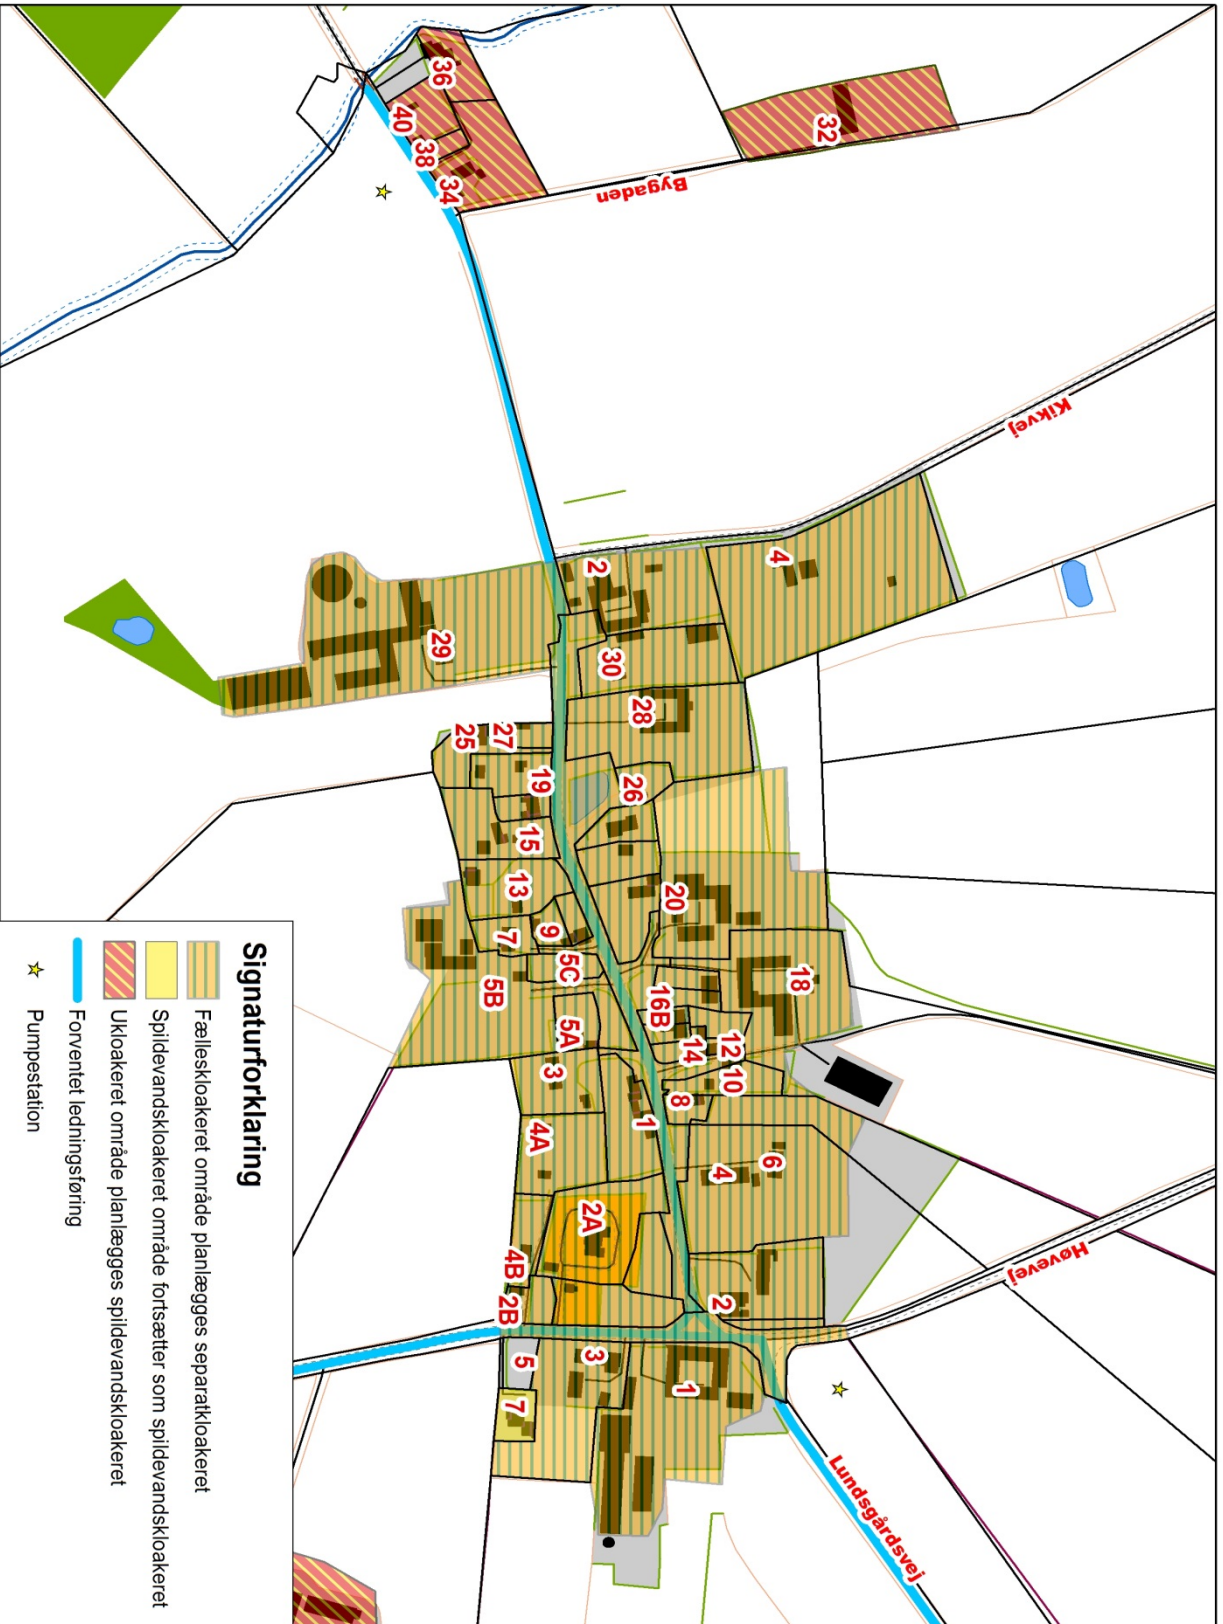 36
40
38
34
32
Bygaden
Kikvej
4
2
30
29
28
27
25
19
26
15
13
20
9
7
5C
5B
18
16B
5A
14
12
10
3
8
1
4A
6
4
2A
4B
2B
2
Høvevej
3
1
5
7
Lundsgårdsvej
Signaturforklaring
Fælleskloakeret område planlægges separatkloakeret
Spildevandskloakeret område fortsætter som spildevandskloakeret
Ukloakeret område planlægges spildevandskloakeret
Forventet ledningsføring
Pumpestation